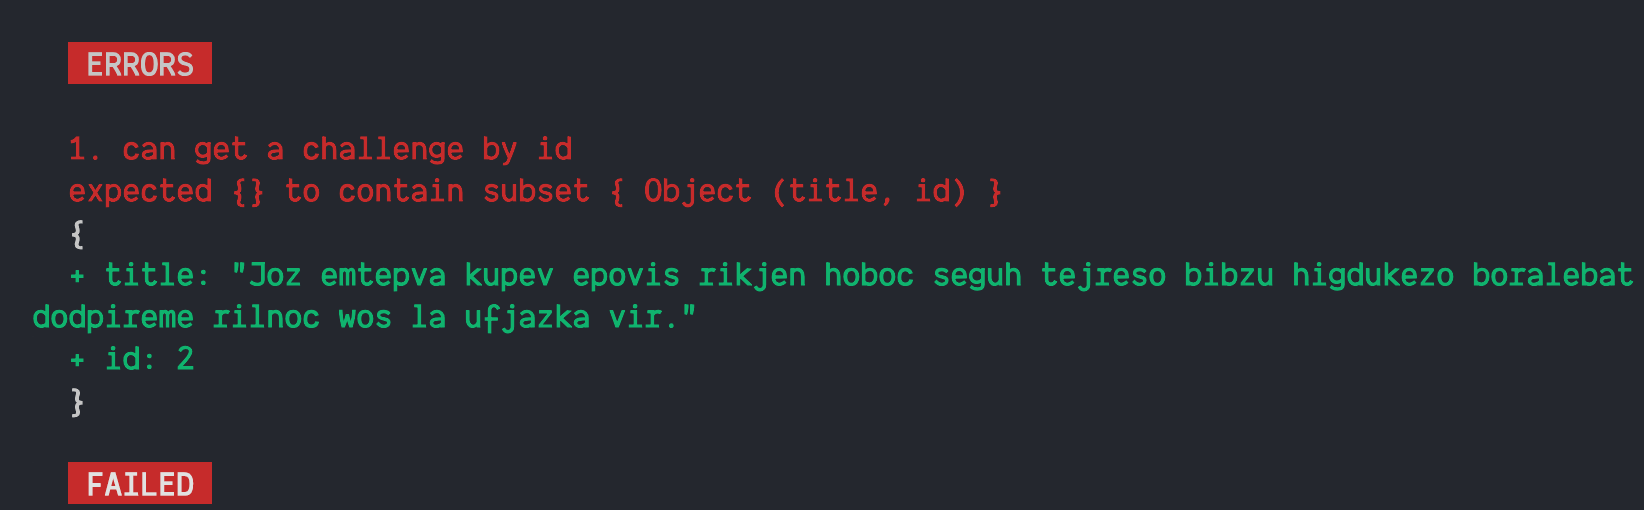 ERRORS
1. can get a challenge by id
expected {} to contain subset { Object (title, id) }
{
+ title: "Joz emtepva kupev epovis rikjen hoboc seguh tejreso bibzu higdukezo boralebat
dodpireme rilnoc wos la ufjazka vir."
+ id: 2
}
FAILED